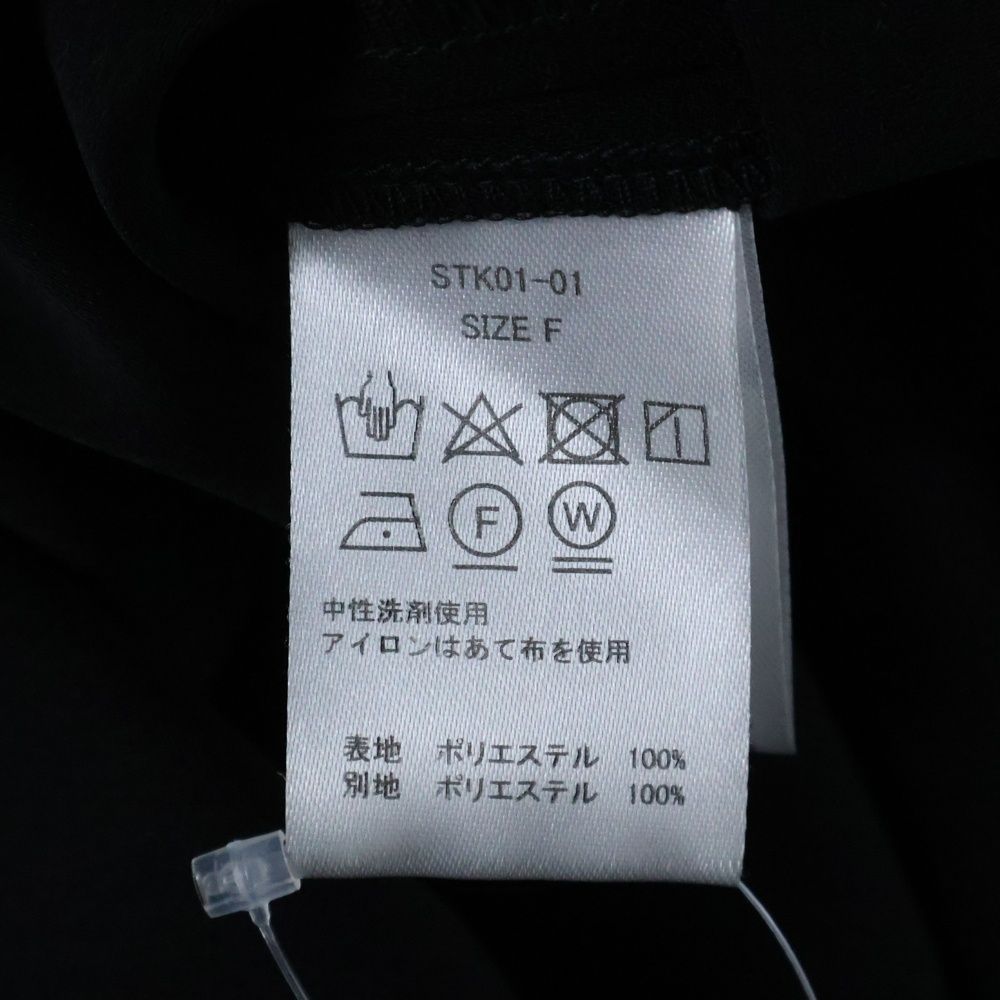 STK01-01
SIZE F
F W
中性洗剤使用
アイロンはあて布を使用
表地 ポリエステル 100%
別地 ポリエステル 100%